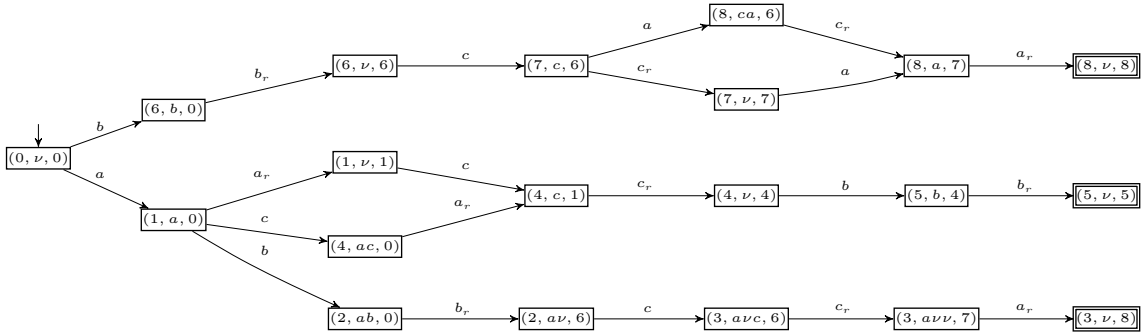 (8, ca, 6)
a
c_r
(6, ν, 6)
c
(7, c, 6)
(8, a, 7)
a_r
(8, ν, 8)
b_r
c_r
a
(7, ν, 7)
(6, b, 0)
b
(0, ν, 0)
a
(1, ν, 1)
a_r
c
(4, c, 1)
c_r
(4, ν, 4)
b
(5, b, 4)
b_r
(5, ν, 5)
(1, a, 0)
c
a_r
(4, ac, 0)
b
(2, ab, 0)
b_r
(2, aν, 6)
c
(3, aνc, 6)
c_r
(3, aνν, 7)
a_r
(3, ν, 8)